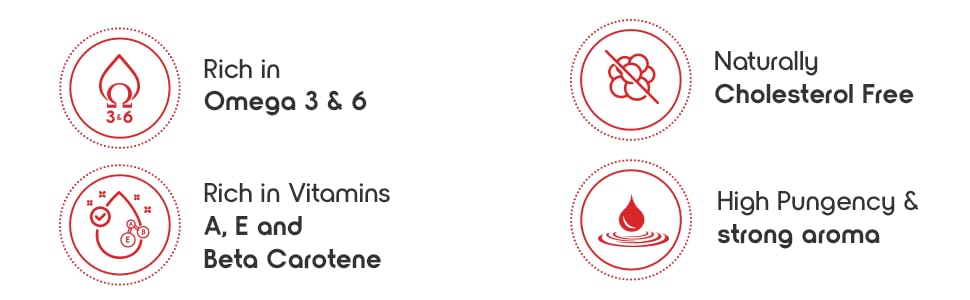 3 & 6
Rich in
Omega 3 & 6
A
B
E
Rich in Vitamins
A, E and
Beta Carotene
Naturally
Cholesterol Free
High Pungency &
strong aroma